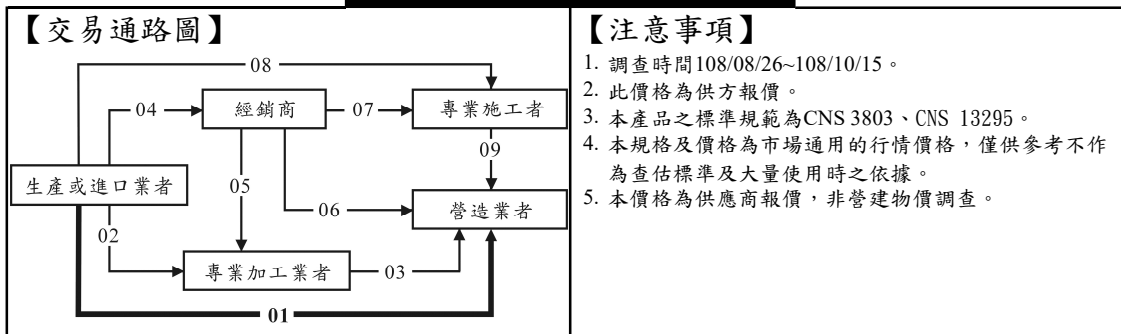 【交易通路圖】
08
04
經銷商
07
專業施工者
09
生產或進口業者
05
06
營造業者
02
專業加工業者
03
01
【注意事項】
1. 調查時間108/08/26~108/10/15。
2. 此價格為供方報價。
3. 本產品之標準規範為CNS 3803、CNS 13295。
4. 本規格及價格為市場通用的行情價格，僅供參考不作
為查估標準及大量使用時之依據。
5. 本價格為供應商報價，非營建物價調查。